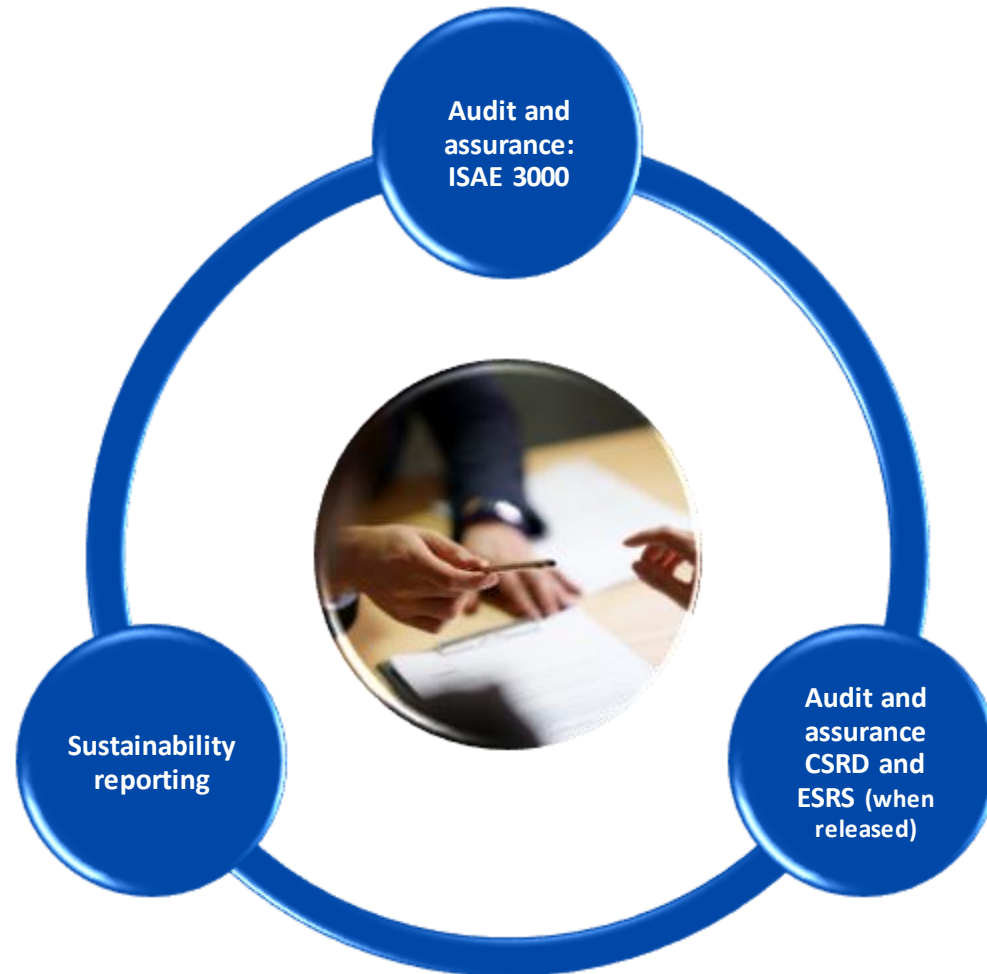 Audit and
assurance:
ISAE 3000
Sustainability
reporting
Audit and
assurance
CSRD and
ESRS (when
released)